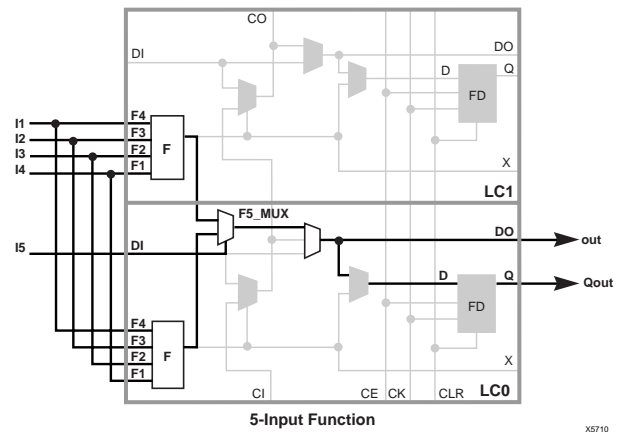 CO
DI
DO
D
Q
FD
I1
I2
I3
I4
F4
F3
F2
F1
F
X
LC1
F5_MUX
I5
DI
DO
out
D
Q
Qout
FD
F4
F3
F2
F1
F
X
CI
CE
CK
CLR
LC0
5-Input Function
X5710